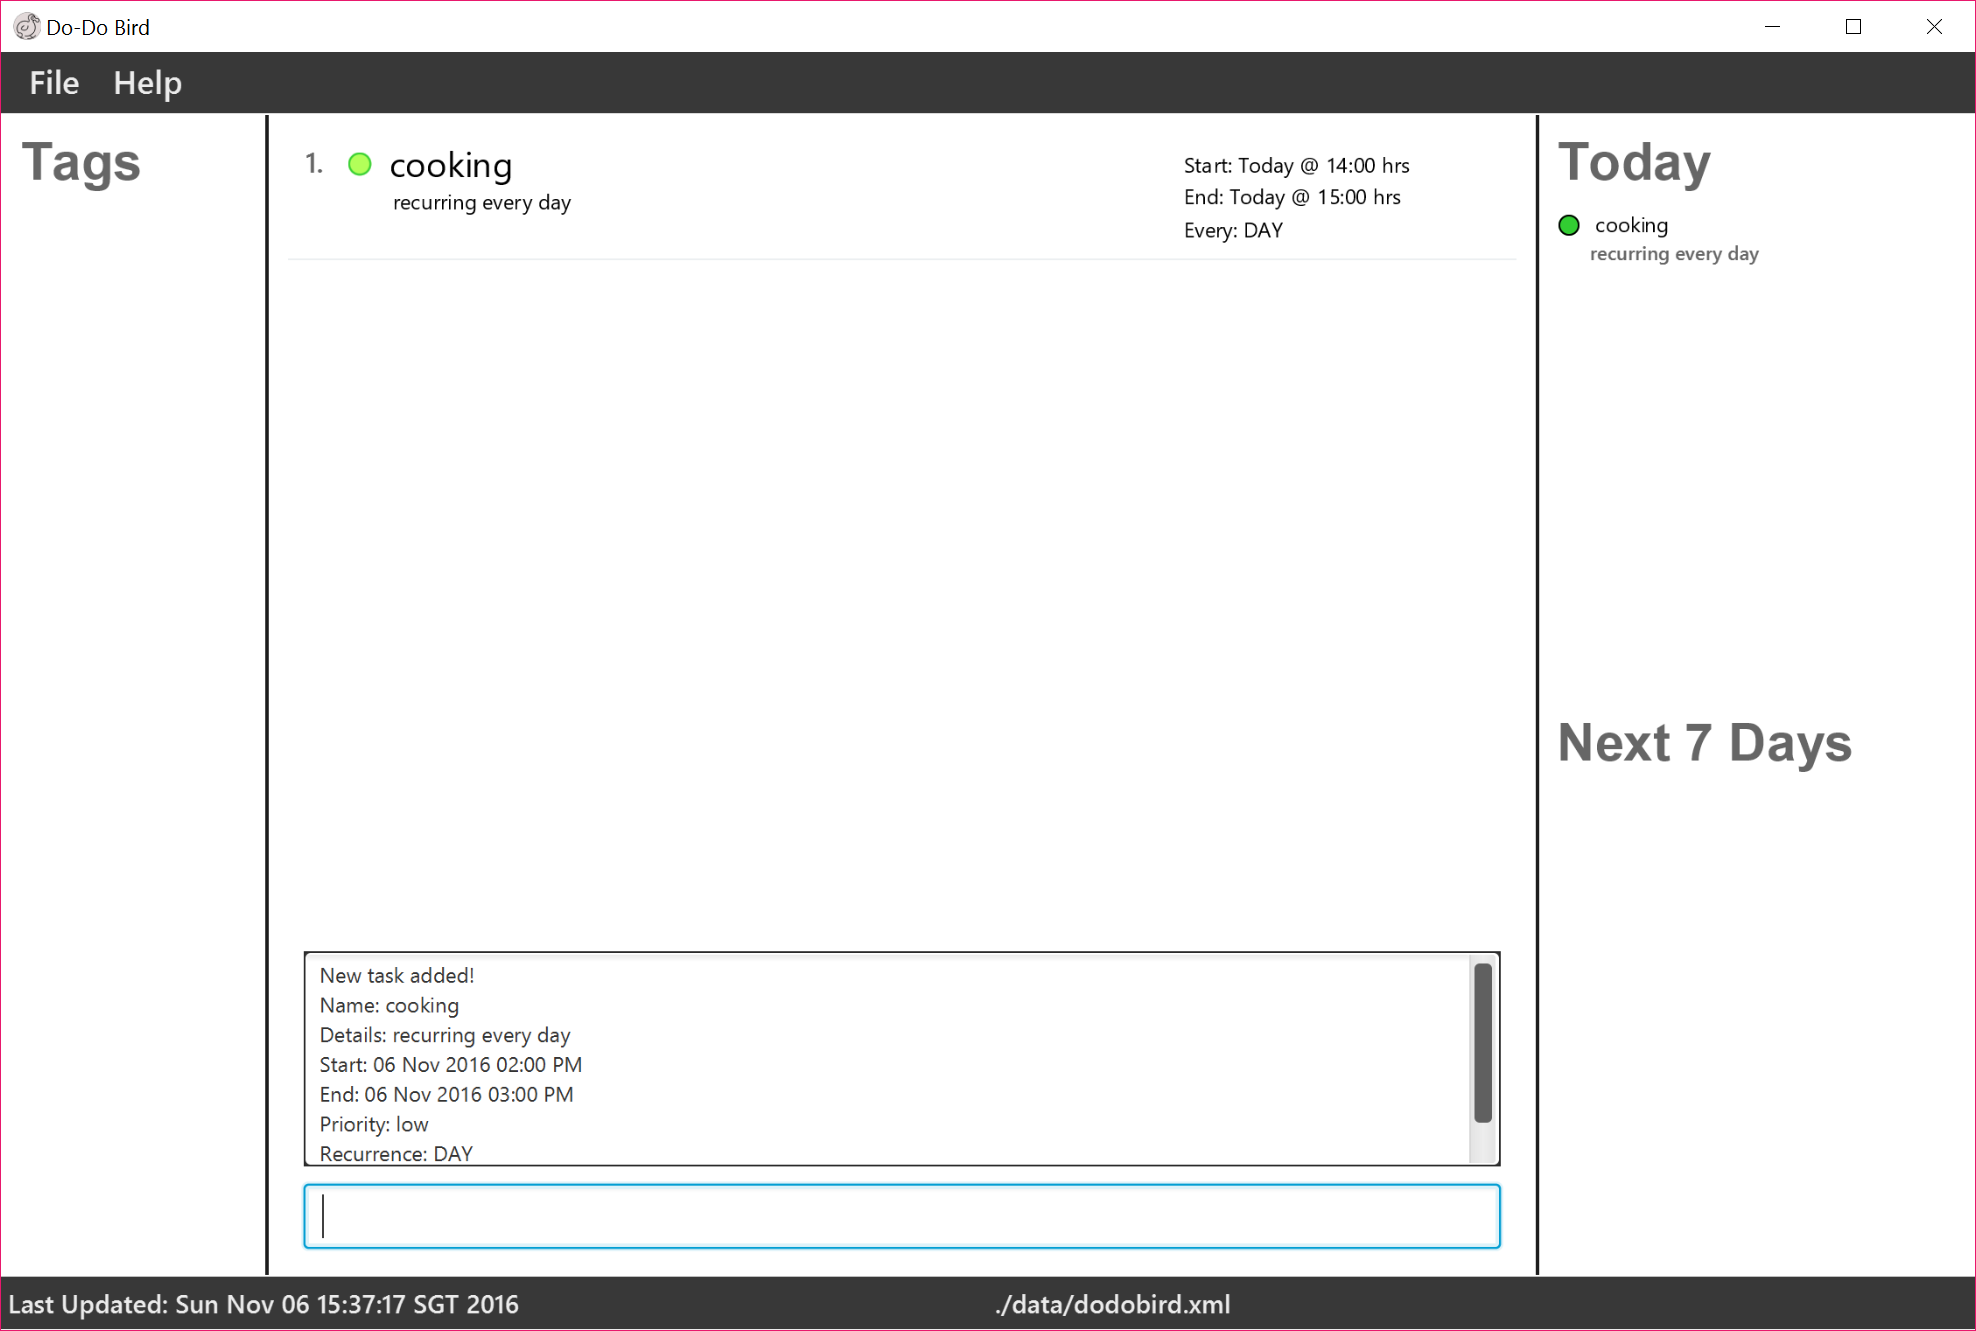 Do-Do Bird
File Help
Tags
1. cooking
recurring every day
Start: Today @ 14:00 hrs
End: Today @ 15:00 hrs
Every: DAY
Today
cooking
recurring every day
Next 7 Days
New task added!
Name: cooking
Details: recurring every day
Start: 06 Nov 2016 02:00 PM
End: 06 Nov 2016 03:00 PM
Priority: low
Recurrence: DAY
Last Updated: Sun Nov 06 15:37:17 SGT 2016
./data/dodobird.xml